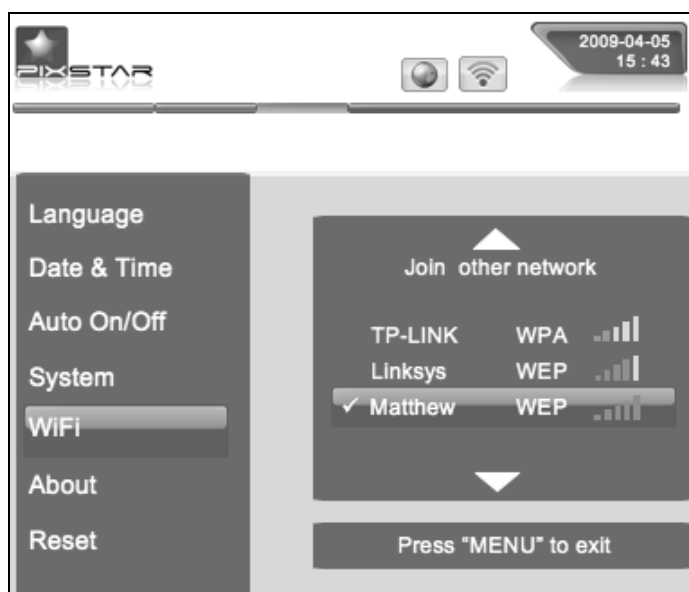 PIXSTAR
2009-04-05
15 : 43
Language
Date & Time
Auto On/Off
System
WiFi
About
Reset
Join other network
TP-LINK WPA
Linksys WEP
✓ Matthew WEP
Press "MENU" to exit